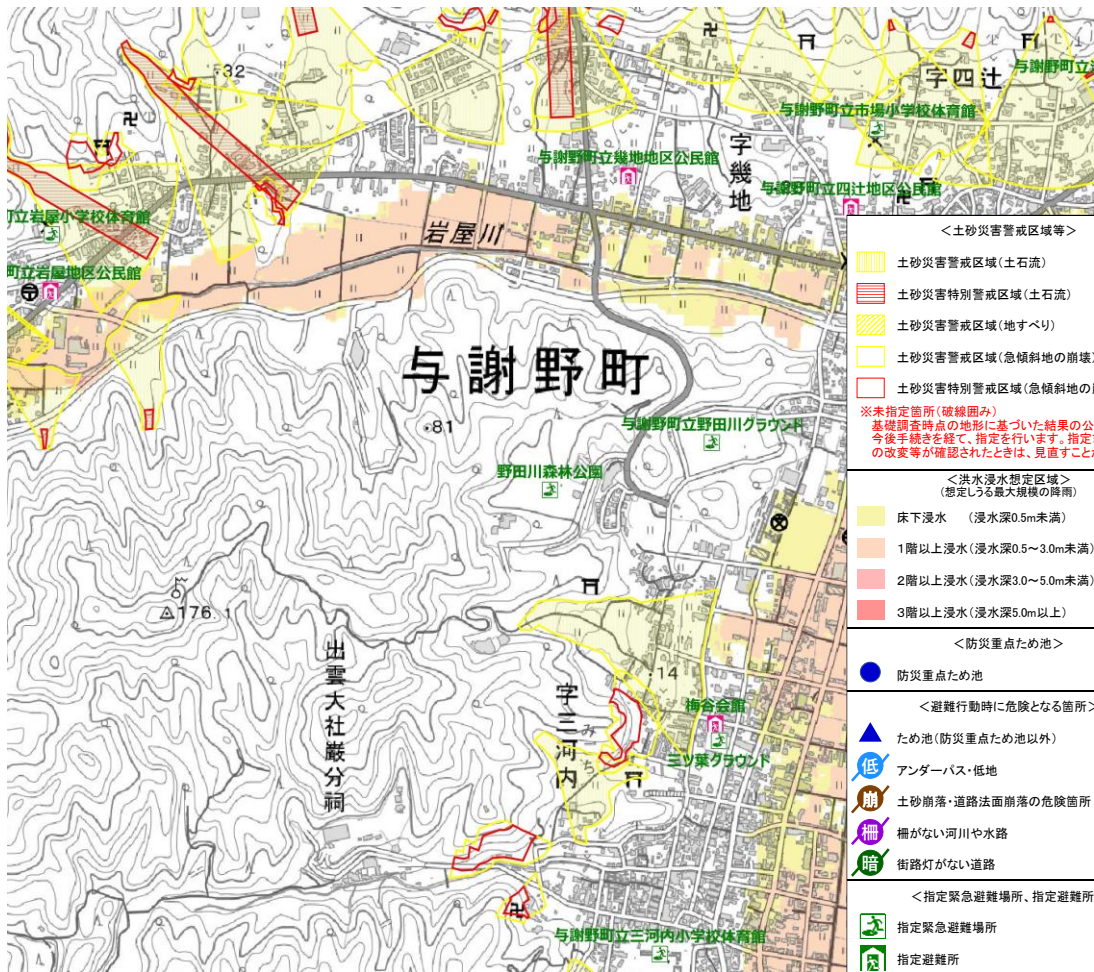 ・32
字四辻
与謝野町立市場小学校体育館
字幾地
与謝野町立幾地地区公民館
与謝野町立四辻地区公民館
町立岩屋小学校体育館
岩屋川
町立岩屋地区公民館
与謝野町
・81
与謝野町立野田川グラウンド
野田川森林公園
176.1
出雲大社巌分祠
・14
字三河内
みごち
梅谷会館
三ツ葉グラウンド
与謝野町立三河内小学校体育館
＜土砂災害警戒区域等＞
土砂災害警戒区域(土石流)
土砂災害特別警戒区域(土石流)
土砂災害警戒区域(地すべり)
土砂災害警戒区域(急傾斜地の崩壊)
土砂災害特別警戒区域(急傾斜地の
※未指定箇所(破線囲み)
基礎調査時点の地形に基づいた結果の公
今後手続きを経て、指定を行います。指定
の改変等が確認されたときは、見直すことが
＜洪水浸水想定区域＞
(想定しうる最大規模の降雨)
床下浸水 (浸水深0.5m未満)
1階以上浸水(浸水深0.5～3.0m未満)
2階以上浸水(浸水深3.0～5.0m未満)
3階以上浸水(浸水深5.0m以上)
＜防災重点ため池＞
防災重点ため池
＜避難行動時に危険となる箇所＞
ため池(防災重点ため池以外)
低 アンダーパス・低地
崩 土砂崩落・道路法面崩落の危険箇所
柵 柵がない河川や水路
暗 街路灯がない道路
＜指定緊急避難場所、指定避難所
指定緊急避難場所
指定避難所